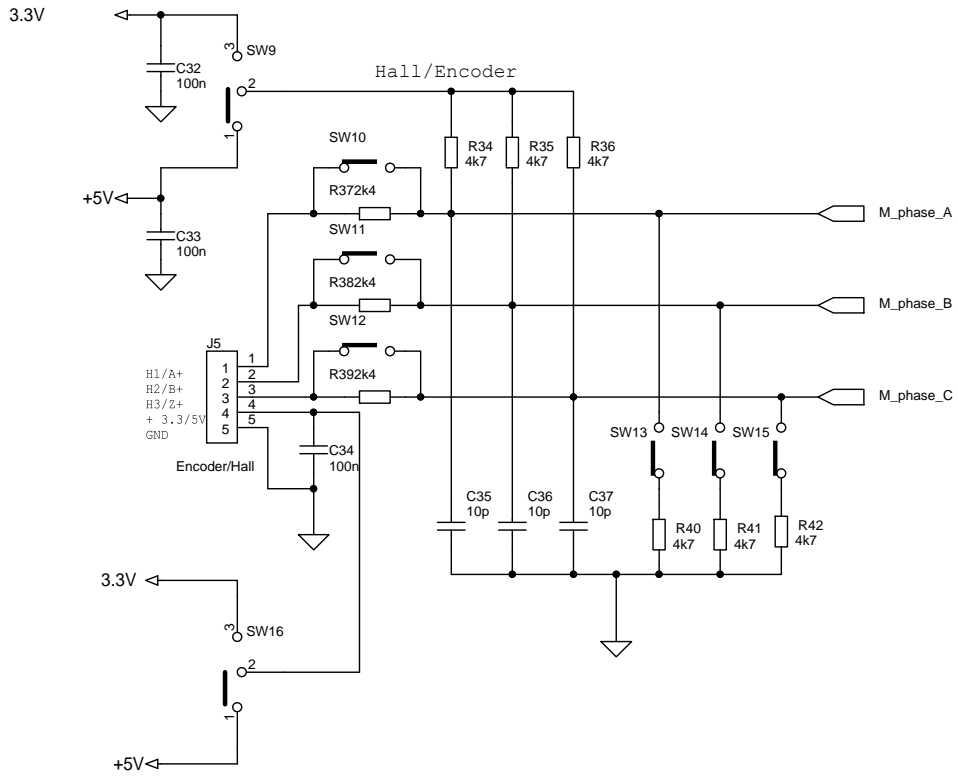 3.3V
3
SW9
C32
100n
2
Hall/Encoder
1
SW10
R34
4k7
R35
4k7
R36
4k7
R372k4
+5V
M_phase_A
SW11
C33
100n
R382k4
M_phase_B
SW12
J5
1
1
2
2
3
3
4
4
5
5
H1/A+
H2/B+
H3/Z+
+ 3.3/5V
GND
R392k4
M_phase_C
Encoder/Hall
C34
100n
SW13
SW14
SW15
C35
10p
C36
10p
C37
10p
R40
4k7
R41
4k7
R42
4k7
3.3V
3
SW16
2
1
+5V